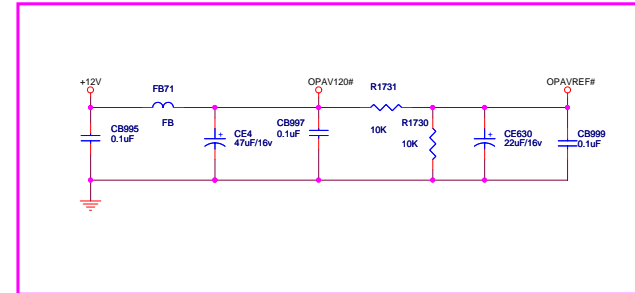 +12V
FB71
FB
OPAV120#
R1731
10K
OPAVREF#
CB995
0.1uF
CE4
47uF/16v
CB997
0.1uF
R1730
10K
CE630
22uF/16v
CB999
0.1uF